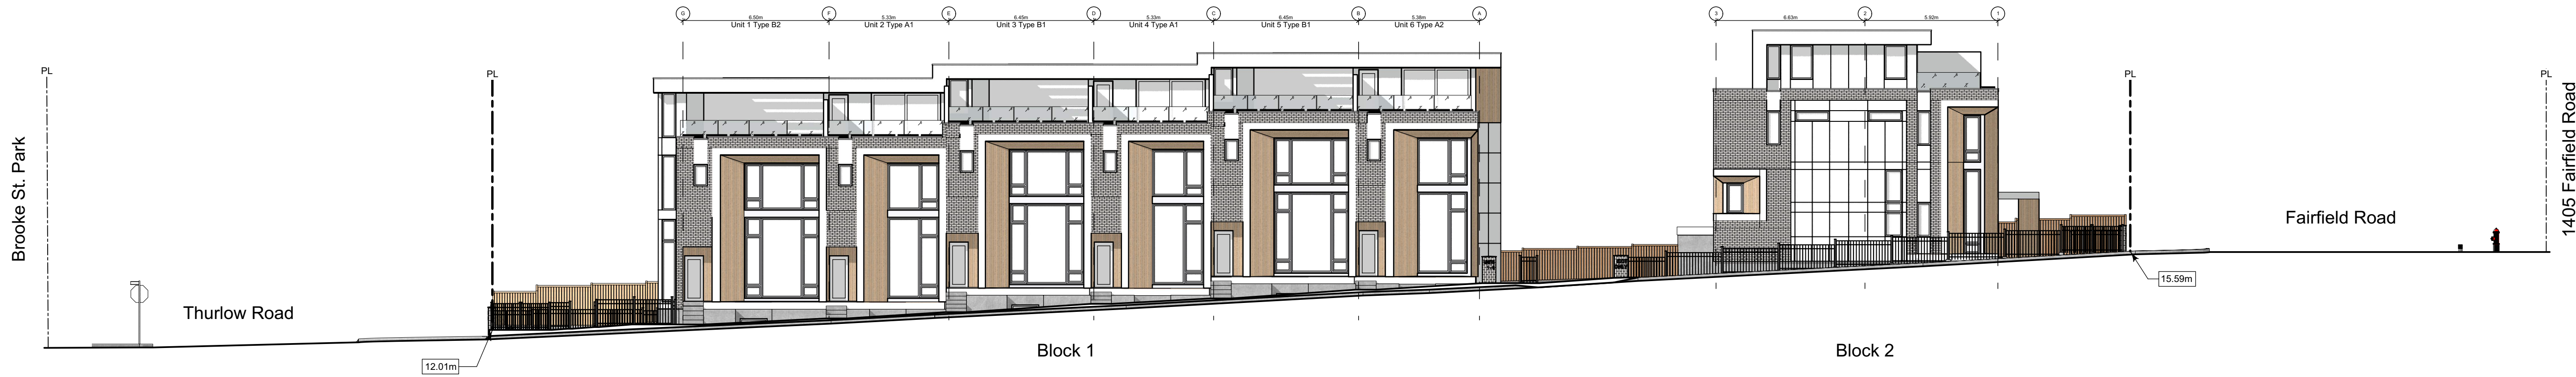 G F E D C B A
6.50m 5.33m 6.45m 5.33m 6.45m 5.38m
Unit 1 Type B2 Unit 2 Type A1 Unit 3 Type B1 Unit 4 Type A1 Unit 5 Type B1 Unit 6 Type A2
3 2 1
6.63m 5.92m
PL
PL
PL
PL
Brooke St. Park
Thurlow Road
12.01m
Block 1
Block 2
15.59m
Fairfield Road
1405 Fairfield Road